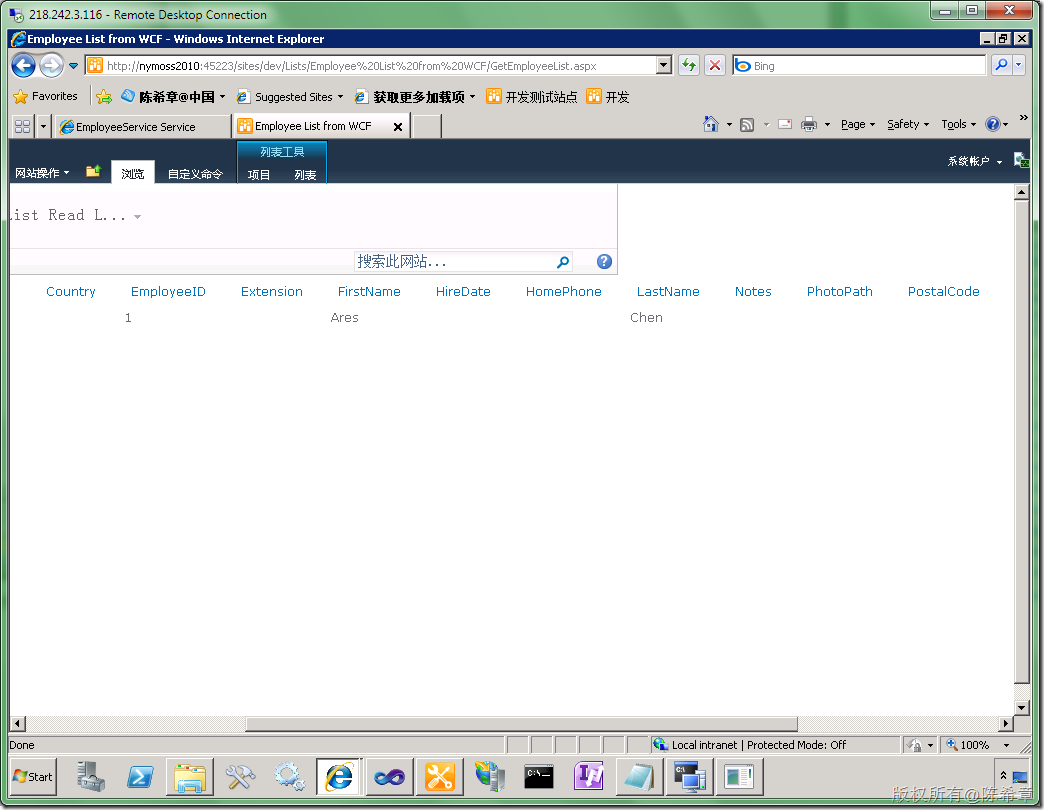 218.242.3.116 - Remote Desktop Connection
Employee List from WCF - Windows Internet Explorer
http://nymoss2010:45223/sites/dev/Lists/Employee%20List%20from%20WCF/GetEmployeeList.aspx
Bing
Favorites 陈希章@中国 Suggested Sites 获取更多加载项 开发测试站点 开发
EmployeeService Service Employee List from WCF Page Safety Tools »
列表工具
网站操作 浏览 自定义命令 项目 列表 系统帐户
ist Read L...
搜索此网站...
Country EmployeeID Extension FirstName HireDate HomePhone LastName Notes PhotoPath PostalCode
1 Ares Chen
Done Local intranet | Protected Mode: Off 100%
Start
版权所有@陈希章